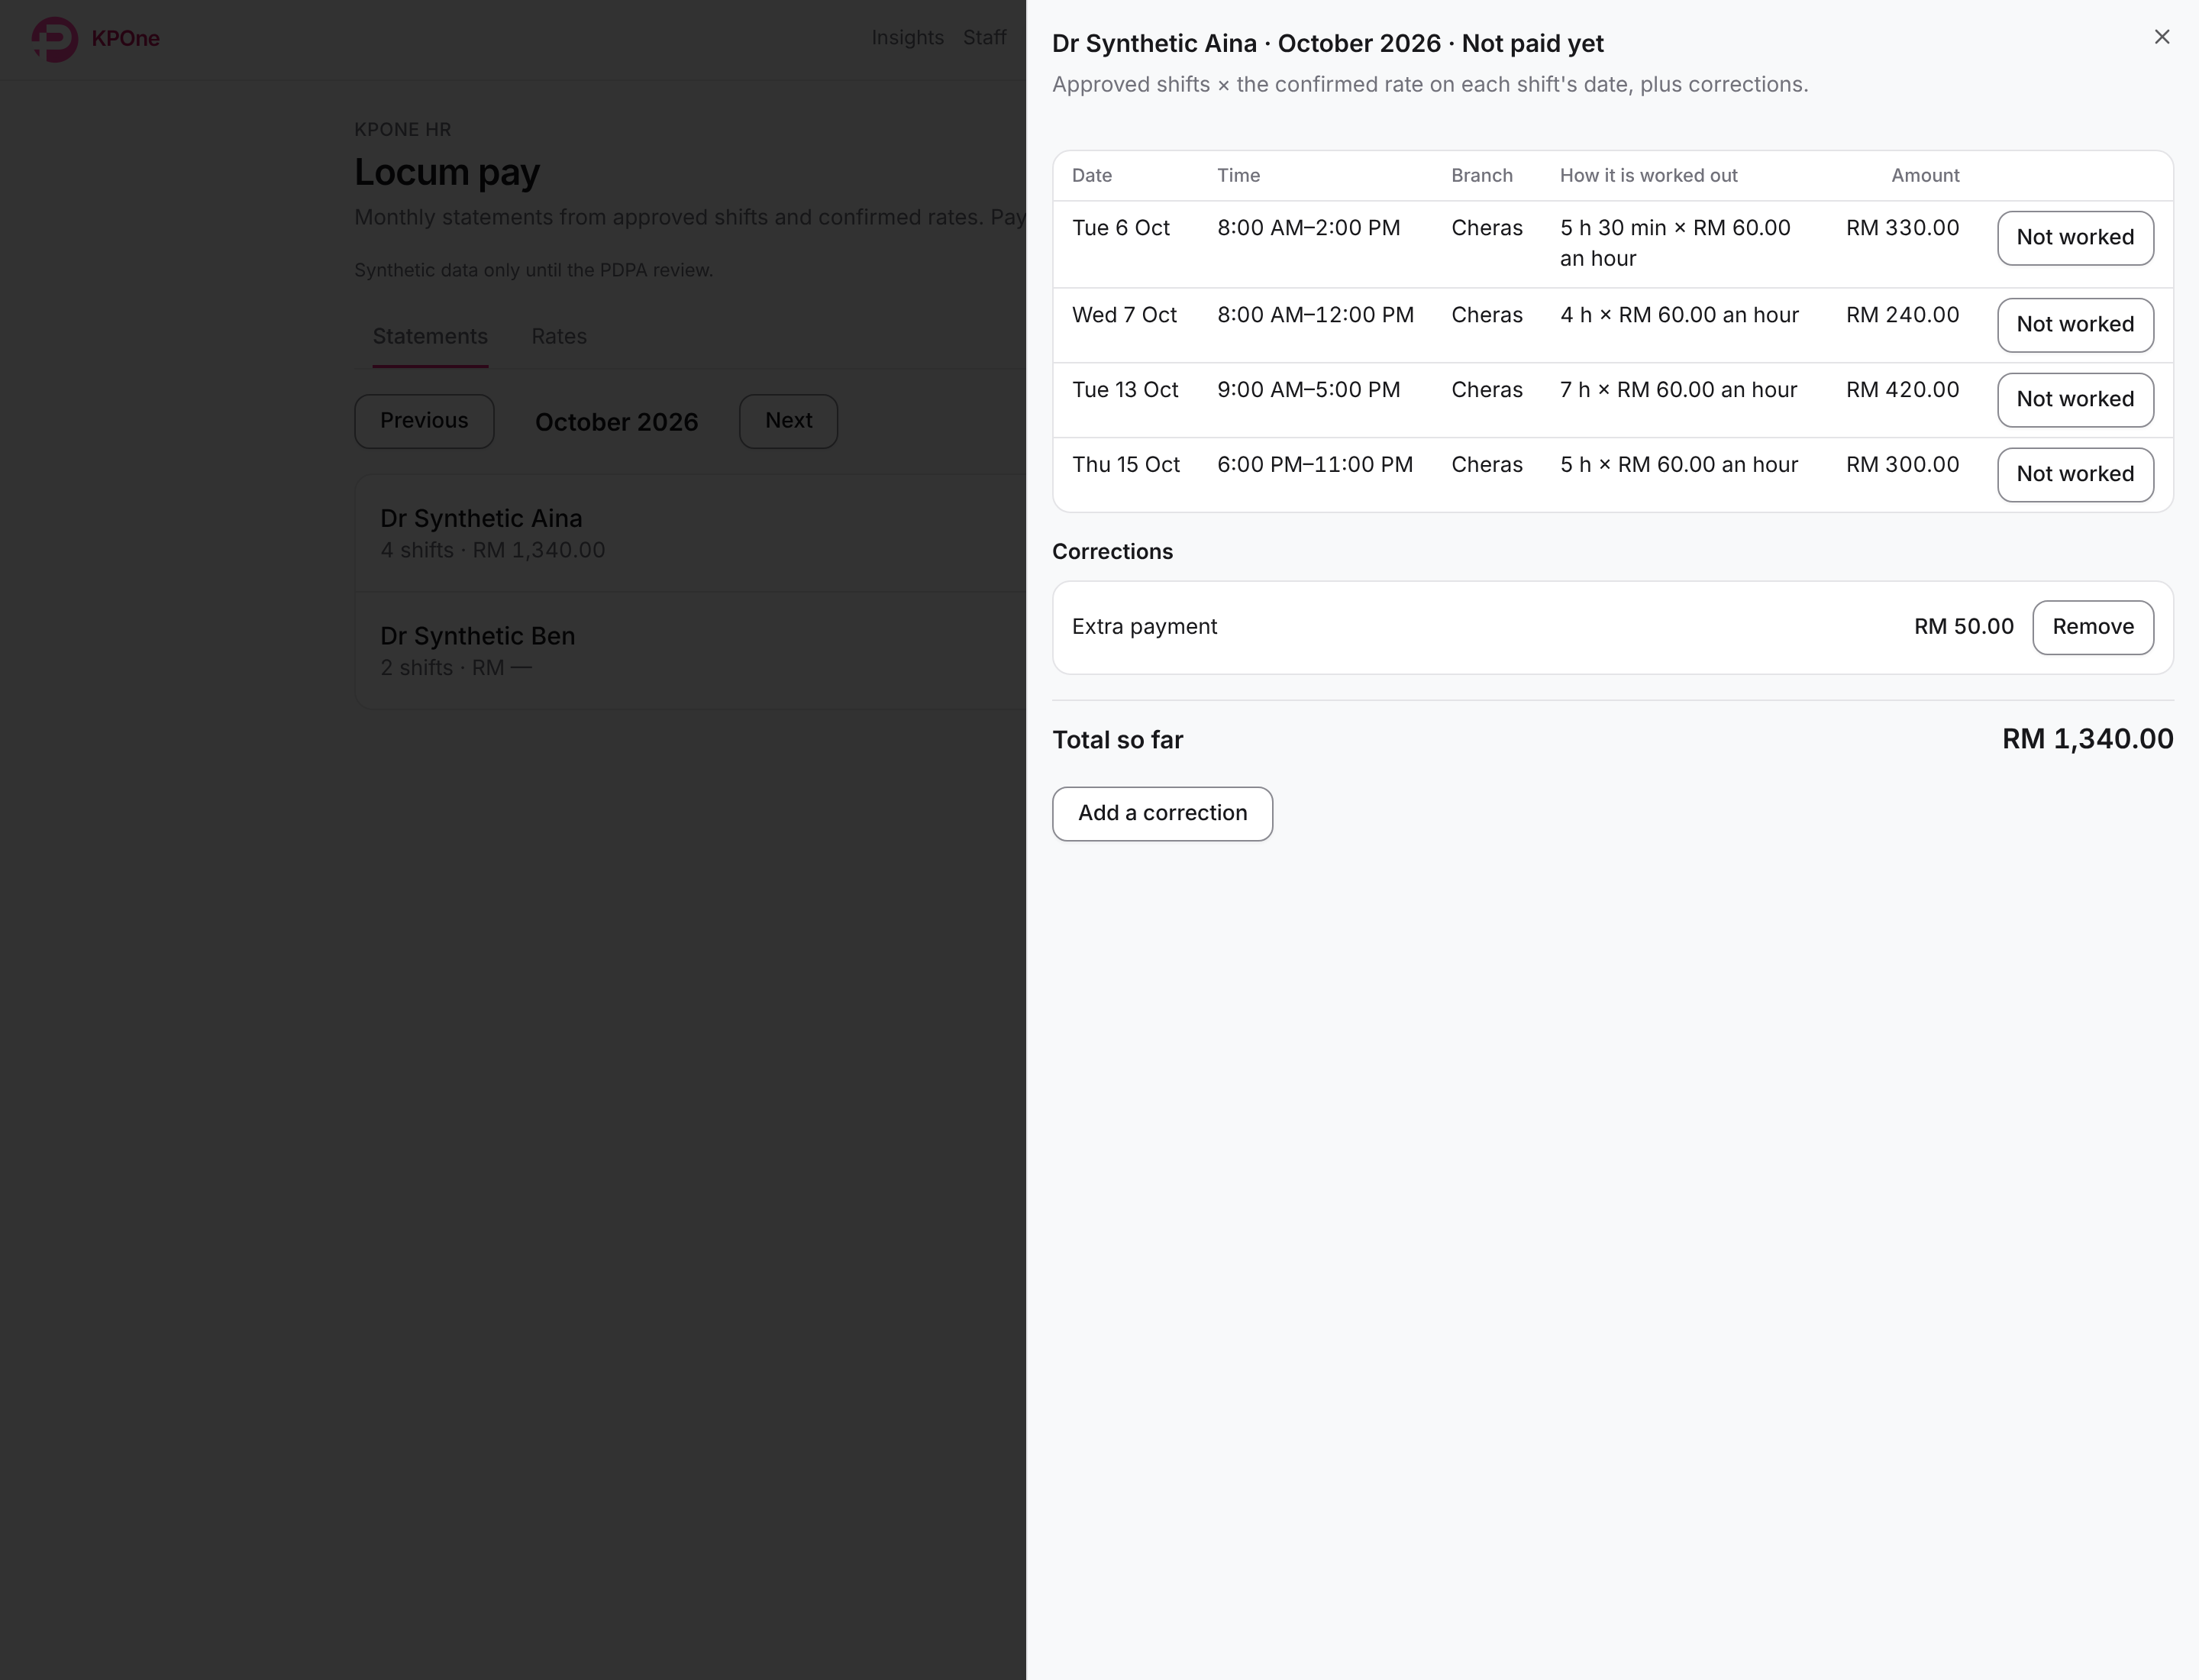 KPOne
Insights Staff
KPONE HR
Locum pay
Monthly statements from approved shifts and confirmed rates. Pay
Synthetic data only until the PDPA review.
Statements Rates
Previous October 2026 Next
Dr Synthetic Aina
4 shifts · RM 1,340.00
Dr Synthetic Ben
2 shifts · RM —
Dr Synthetic Aina · October 2026 · Not paid yet
Approved shifts × the confirmed rate on each shift's date, plus corrections.
Date Time Branch How it is worked out Amount
Tue 6 Oct 8:00 AM–2:00 PM Cheras 5 h 30 min × RM 60.00 RM 330.00 Not worked
an hour
Wed 7 Oct 8:00 AM–12:00 PM Cheras 4 h × RM 60.00 an hour RM 240.00 Not worked
Tue 13 Oct 9:00 AM–5:00 PM Cheras 7 h × RM 60.00 an hour RM 420.00 Not worked
Thu 15 Oct 6:00 PM–11:00 PM Cheras 5 h × RM 60.00 an hour RM 300.00 Not worked
Corrections
Extra payment RM 50.00 Remove
Total so far RM 1,340.00
Add a correction